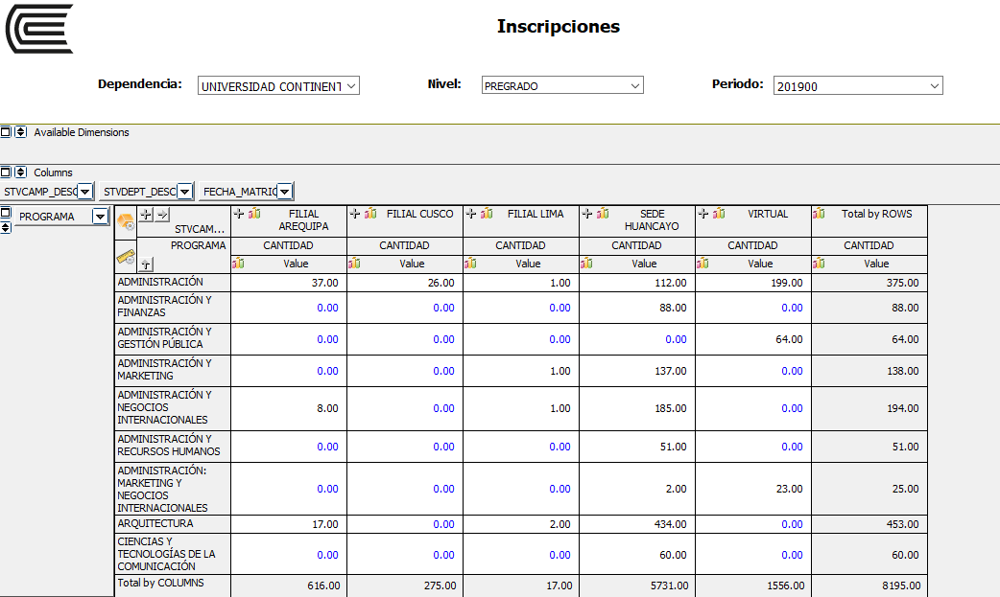 Inscripciones
Dependencia: UNIVERSIDAD CONTINENT Nivel: PREGRADO Periodo: 201900
Available Dimensions
Columns
STVCAMP_DESC STVDEPT_DESC FECHA_MATRIC
PROGRAMA
STVCAM... FILIAL AREQUIPA FILIAL CUSCO FILIAL LIMA SEDE HUANCAYO VIRTUAL Total by ROWS
PROGRAMA CANTIDAD CANTIDAD CANTIDAD CANTIDAD CANTIDAD CANTIDAD
Value Value Value Value Value Value
ADMINISTRACIÓN 37.00 26.00 1.00 112.00 199.00 375.00
ADMINISTRACIÓN Y
FINANZAS 0.00 0.00 0.00 88.00 0.00 88.00
ADMINISTRACIÓN Y
GESTIÓN PÚBLICA 0.00 0.00 0.00 0.00 64.00 64.00
ADMINISTRACIÓN Y
MARKETING 0.00 0.00 1.00 137.00 0.00 138.00
ADMINISTRACIÓN Y
NEGOCIOS
INTERNACIONALES 8.00 0.00 1.00 185.00 0.00 194.00
ADMINISTRACIÓN Y
RECURSOS HUMANOS 0.00 0.00 0.00 51.00 0.00 51.00
ADMINISTRACIÓN:
MARKETING Y
NEGOCIOS
INTERNACIONALES 0.00 0.00 0.00 2.00 23.00 25.00
ARQUITECTURA 17.00 0.00 2.00 434.00 0.00 453.00
CIENCIAS Y
TECNOLOGÍAS DE LA
COMUNICACIÓN 0.00 0.00 0.00 60.00 0.00 60.00
Total by COLUMNS 616.00 275.00 17.00 5731.00 1556.00 8195.00